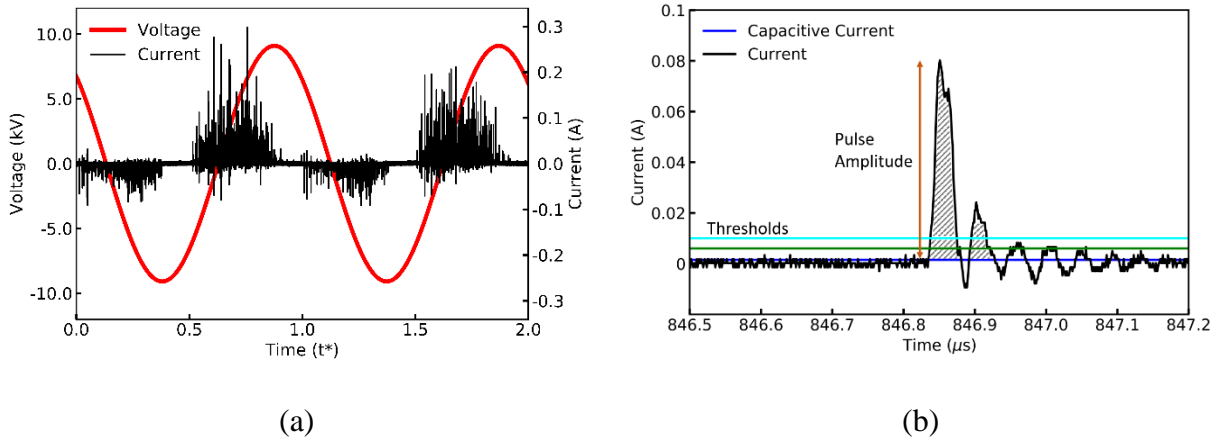 Voltage
Current
10.0
5.0
0.0
-5.0
-10.0
Voltage (kV)
0.3
0.2
0.1
0.0
-0.1
-0.2
-0.3
Current (A)
0.0
0.5
1.0
1.5
2.0
Time (t*)
(a)
Capacitive Current
Current
0.1
0.08
0.06
0.04
0.02
0
Current (A)
Pulse
Amplitude
Thresholds
846.5
846.6
846.7
846.8
846.9
847.0
847.1
847.2
Time (μs)
(b)